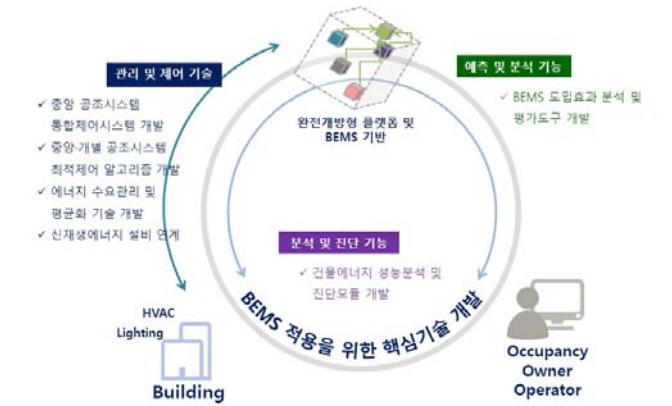 관리 및 제어 기술
✓ 중앙 공조시스템
통합제어시스템 개발
✓ 중앙·개별 공조시스템
최적제어 알고리즘 개발
✓ 에너지 수요관리 및
평균화 기술 개발
✓ 신재생에너지 설비 연계
완전개방형 플랫폼 및
BEMS 기반
예측 및 분석 기능
✓ BEMS 도입효과 분석 및
평가도구 개발
분석 및 진단 기능
✓ 건물에너지 성능분석 및
진단모듈 개발
BEMS 적용을 위한 핵심기술 개발
HVAC
Lighting
Building
Occupancy
Owner
Operator